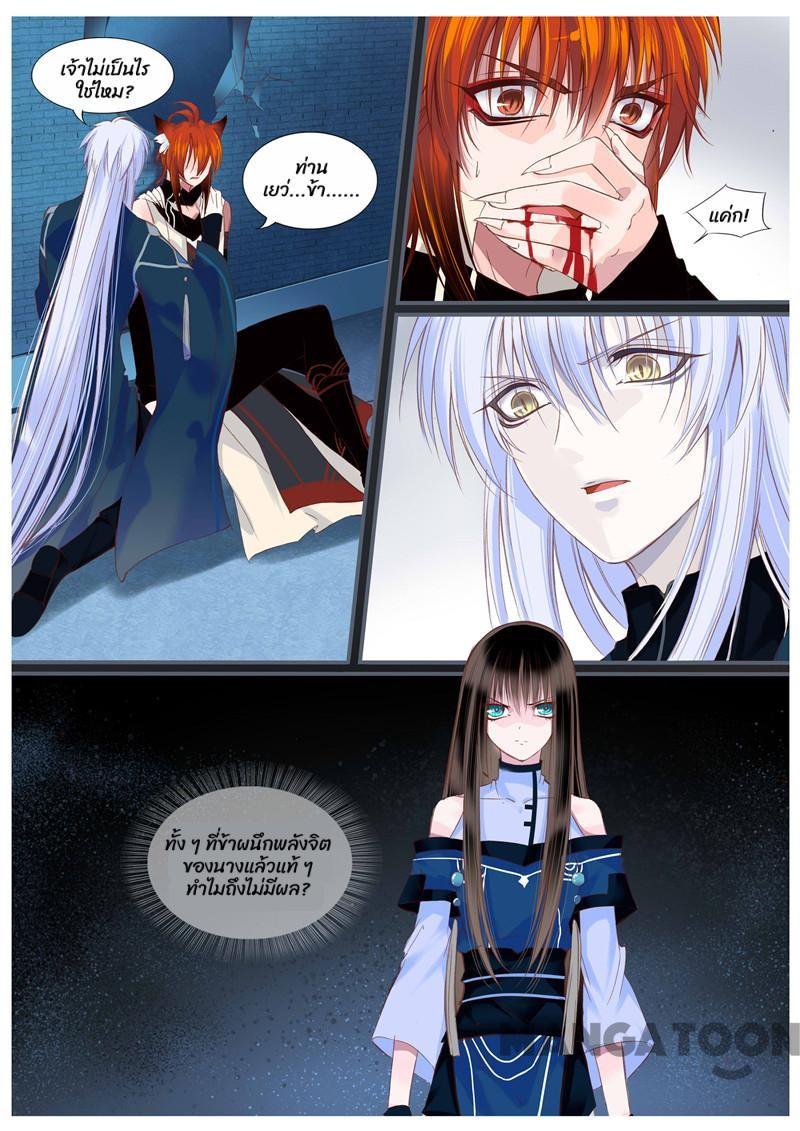 เจ้าไม่เป็นไร
ใช่ไหม?
ท่าน
เยว่...ข้า......
แค่ก!
ทั้ง ๆ ที่ข้าผนึกพลังจิต
ของนางแล้วแท้ ๆ
ทำไมถึงไม่มีผล?
MANGATOON